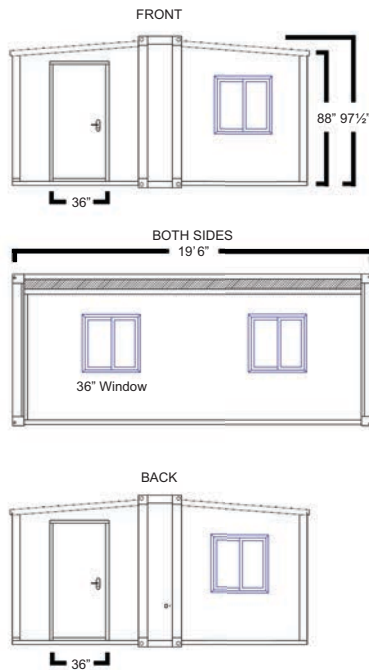 FRONT
88” 97½”
36”
BOTH SIDES
19’6”
36” Window
BACK
36”